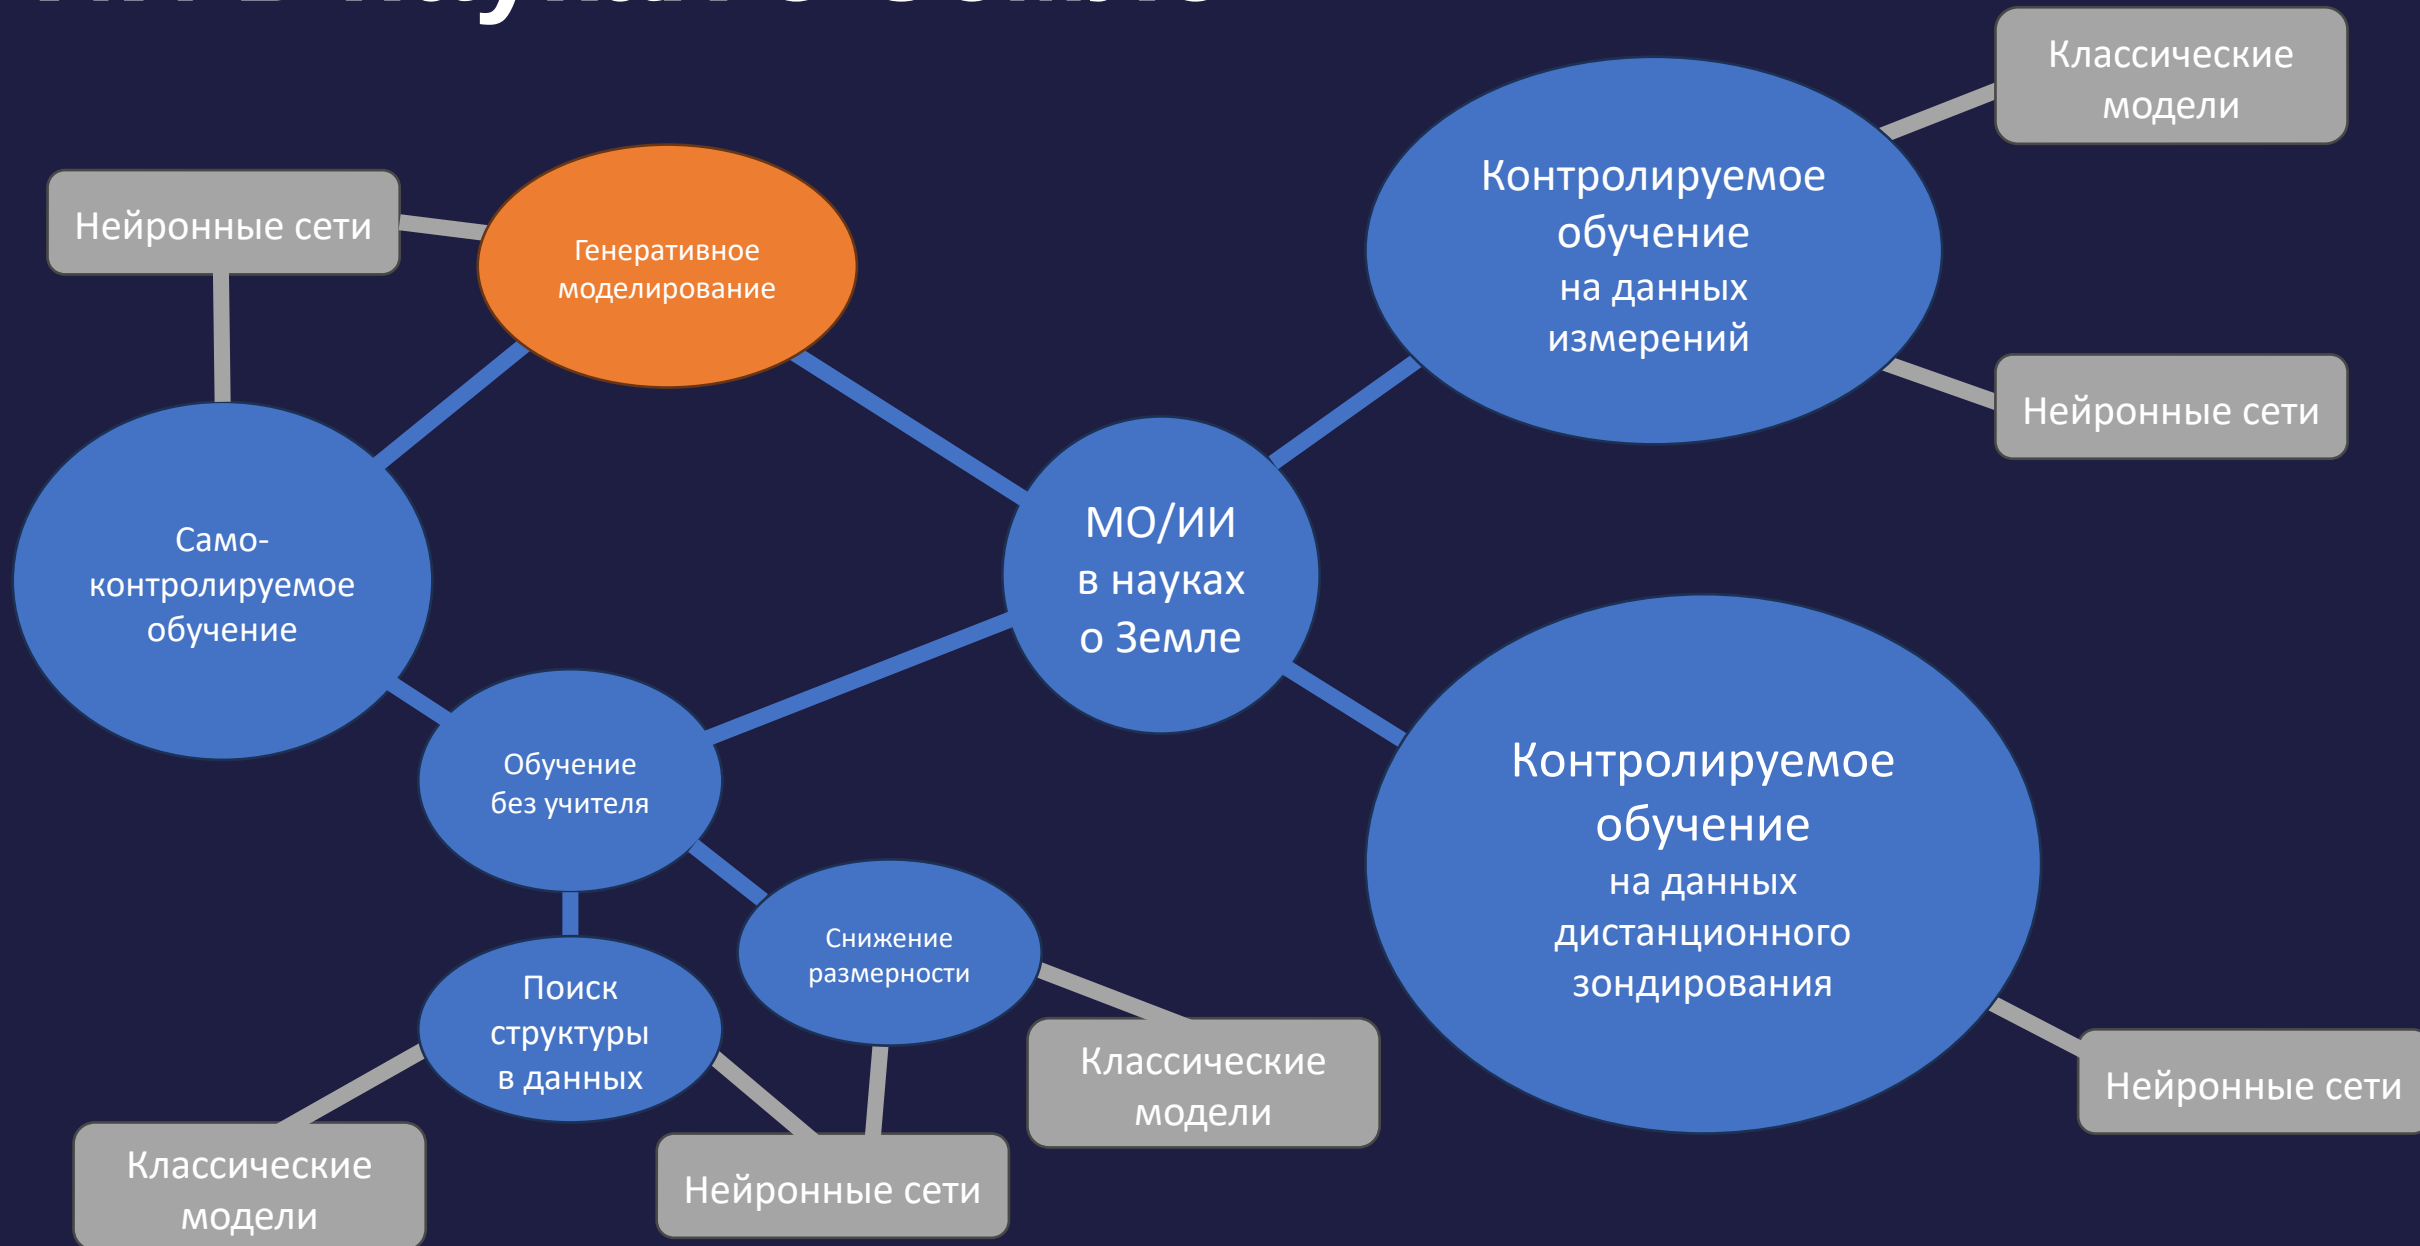 Классические
модели
Контролируемое
обучение
на данных
измерений
Нейронные сети
Генеративное
моделирование
Нейронные сети
МО/ИИ
в науках
о Земле
Само-
контролируемое
обучение
Обучение
без учителя
Контролируемое
обучение
на данных
дистанционного
зондирования
Снижение
размерности
Поиск
структуры
в данных
Классические
модели
Нейронные сети
Классические
модели
Нейронные сети